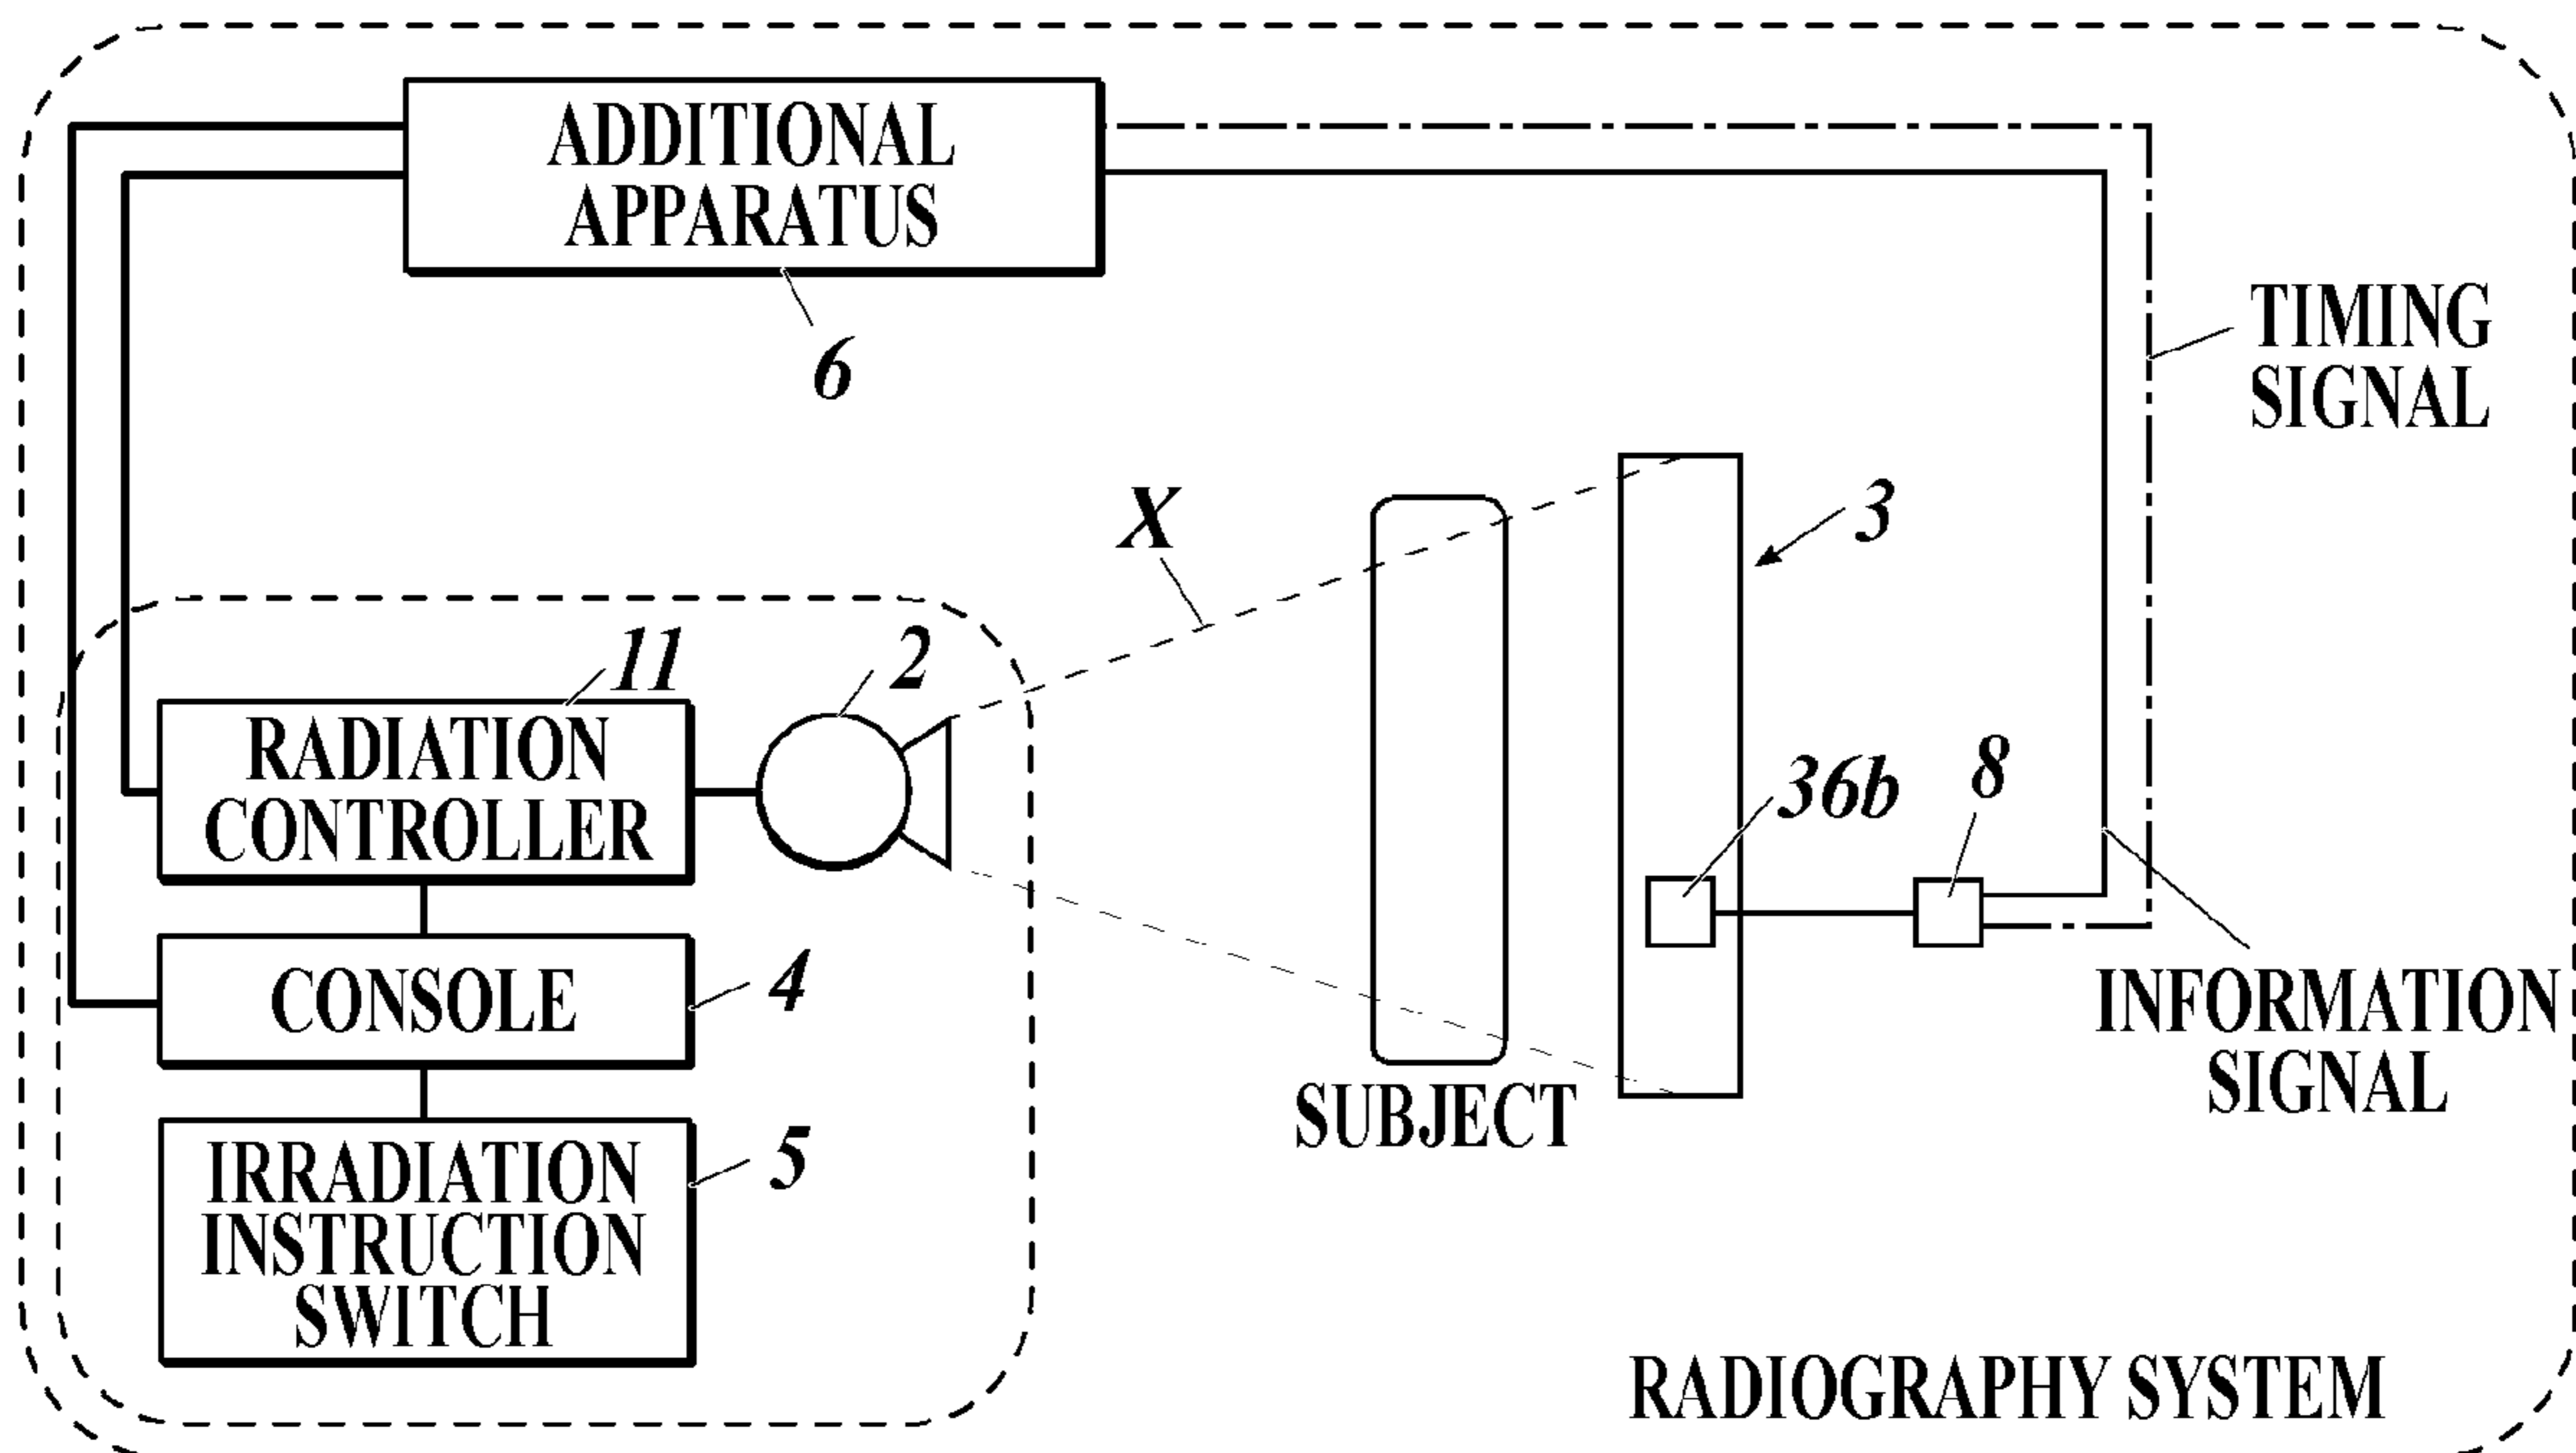 ADDITIONAL
APPARATUS
6
TIMING
SIGNAL
X
3
11
2
RADIATION
CONTROLLER
36b
8
CONSOLE
4
INFORMATION
SIGNAL
SUBJECT
IRRADIATION
INSTRUCTION
SWITCH
5
RADIOGRAPHY SYSTEM